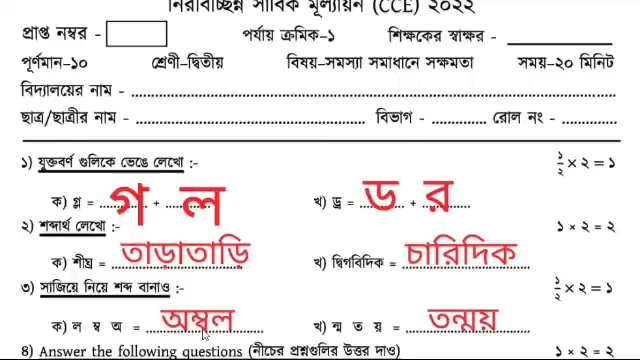 নিরবিচ্ছিন্ন সার্বিক মূল্যায়ন (CCE) ২০২২
প্রাপ্ত নম্বর - পর্যায় ক্রমিক-১ শিক্ষকের স্বাক্ষর -
পূর্ণমান-১০ শ্রেণী-দ্বিতীয় বিষয়-সমস্যা সমাধানে সক্ষমতা সময়-২০ মিনিট
বিদ্যালয়ের নাম -
ছাত্র/ছাত্রীর নাম - বিভাগ - রোল নং -
১) যুক্তবর্ণ গুলিকে ভেঙে লেখো :- ১/২ × ২ = ১
ক) গ্ল = গ + ল খ) ড্র = ড + র
২) শব্দার্থ লেখো :- ১ × ২ = ২
ক) শীঘ্র = তাড়াতাড়ি খ) দ্বিগবিদিক = চারিদিক
৩) সাজিয়ে নিয়ে শব্দ বানাও :- ১/২ × ২ = ১
ক) ল ম্ব অ = অম্বল খ) ন্ম ত য় = তন্ময়
৪) Answer the following questions (নীচের প্রশ্নগুলির উত্তর দাও) ১ × ২ = ২